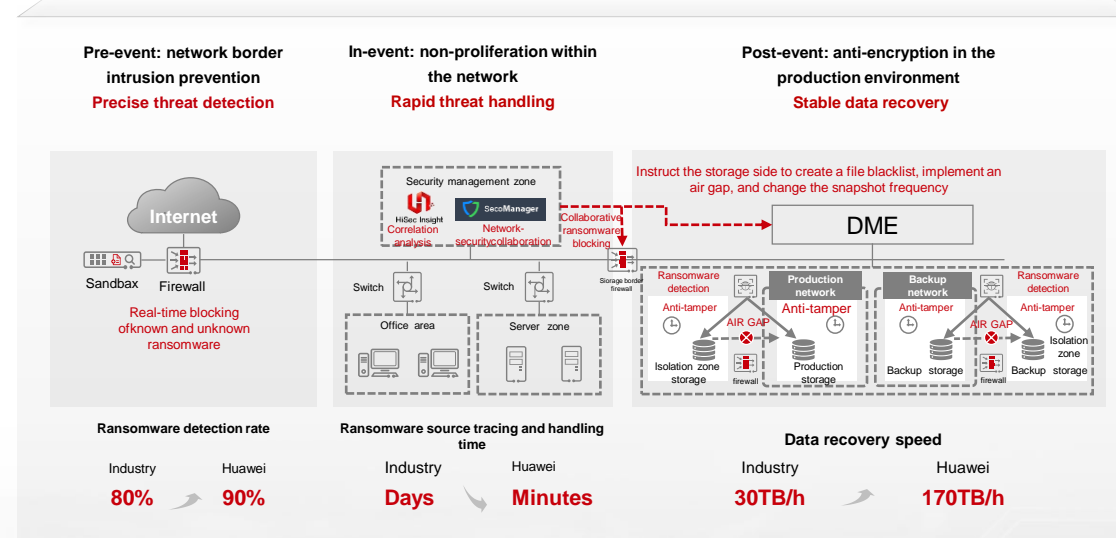 Pre-event: network border
intrusion prevention
Precise threat detection
In-event: non-proliferation within
the network
Rapid threat handling
Post-event: anti-encryption in the
production environment
Stable data recovery
Internet
Sandbax
Firewall
Real-time blocking
ofknown and unknown
ransomware
Security management zone
HiSec Insight
SecoManager
Correlation
analysis
Network-
securitycollaboration
Collaborative
ransomware
blocking
Switch
Switch
Storage border
firewall
Office area
Server zone
Instruct the storage side to create a file blacklist, implement an
air gap, and change the snapshot frequency
DME
Ransomware
detection
Production
network
Backup
network
Ransomware
detection
Anti-tamper
Anti-tamper
Anti-tamper
Anti-tamper
AIR GAP
AIR GAP
Isolation zone
storage
firewall
Production
storage
Backup storage
firewall
Isolation
zone
Backup storage
Ransomware detection rate
Industry
Huawei
80%
90%
Ransomware source tracing and handling
time
Industry
Huawei
Days
Minutes
Data recovery speed
Industry
Huawei
30TB/h
170TB/h